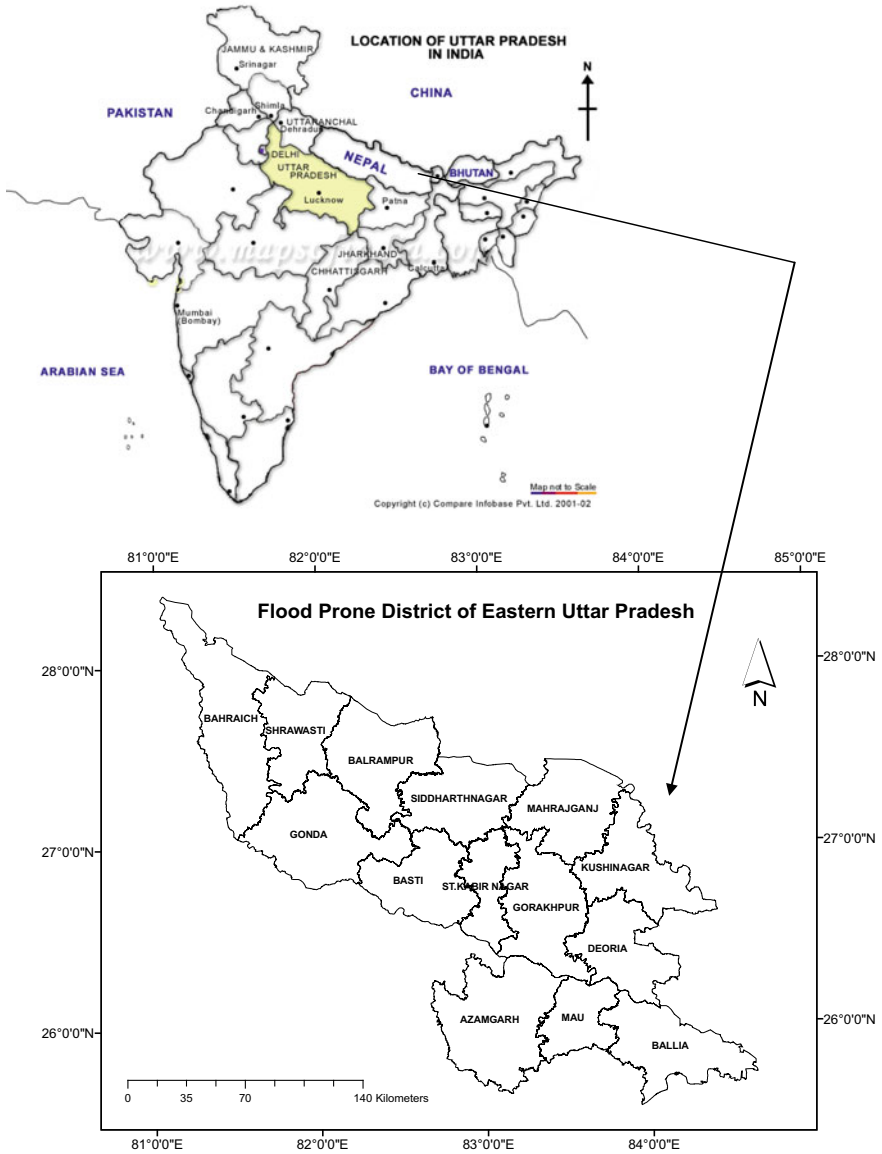 LOCATION OF UTTAR PRADESH
IN INDIA
N
JAMMU & KASHMIR
Srinagar
CHINA
PAKISTAN
Chandigarh
Shimla
UTTARANCHAL
Dehradun
DELHI
NEPAL
BHUTAN
UTTAR
PRADESH
Lucknow
Patna
www.mapsofindia.com
JHARKHAND
CHHATTISGARH
Calcutta
Mumbai
(Bombay)
ARABIAN SEA
BAY OF BENGAL
Map not to Scale
Copyright (c) Compare Infobase Pvt. Ltd. 2001-02
81°0'0"E 82°0'0"E 83°0'0"E 84°0'0"E 85°0'0"E
Flood Prone District of Eastern Uttar Pradesh
28°0'0"N 28°0'0"N
N
BAHRAICH
SHRAWASTI
BALRAMPUR
SIDDHARTHNAGAR
MAHRAJGANJ
GONDA
27°0'0"N 27°0'0"N
KUSHINAGAR
BASTI
ST.KABIR NAGAR
GORAKHPUR
DEORIA
AZAMGARH
MAU
26°0'0"N 26°0'0"N
BALLIA
0 35 70 140 Kilometers
81°0'0"E 82°0'0"E 83°0'0"E 84°0'0"E